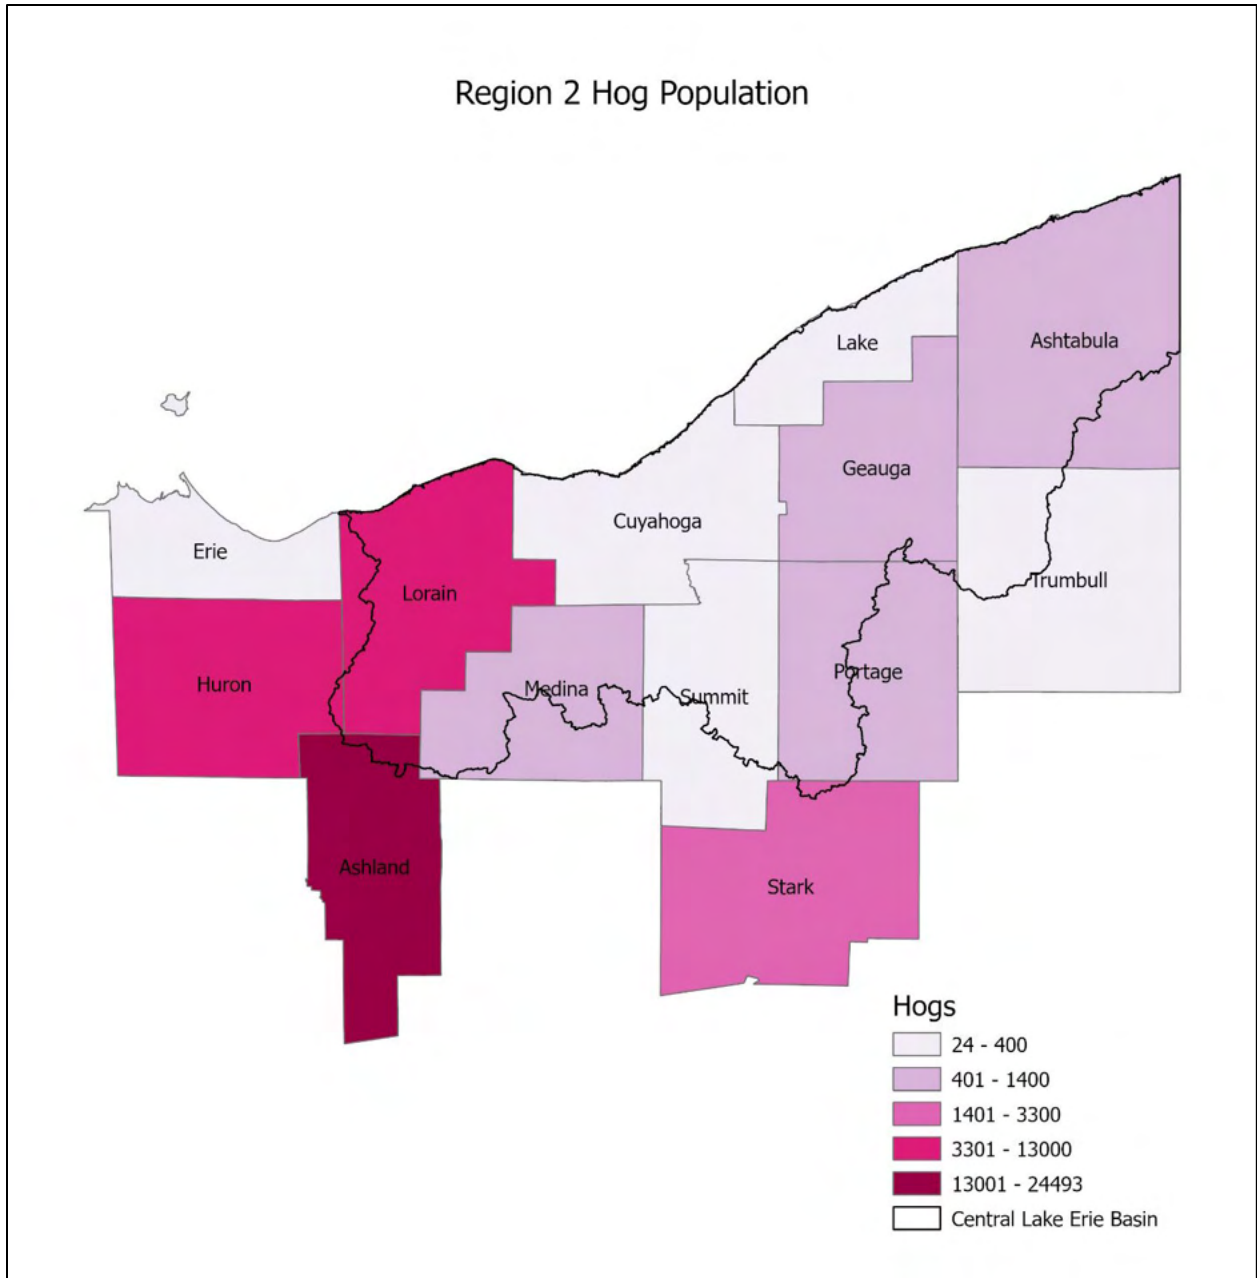 Region 2 Hog Population
Lake
Ashtabula
Geauga
Cuyahoga
Erie
Trumbull
Lorain
Portage
Huron
Medina
Summit
Ashland
Stark
Hogs
24 - 400
401 - 1400
1401 - 3300
3301 - 13000
13001 - 24493
Central Lake Erie Basin